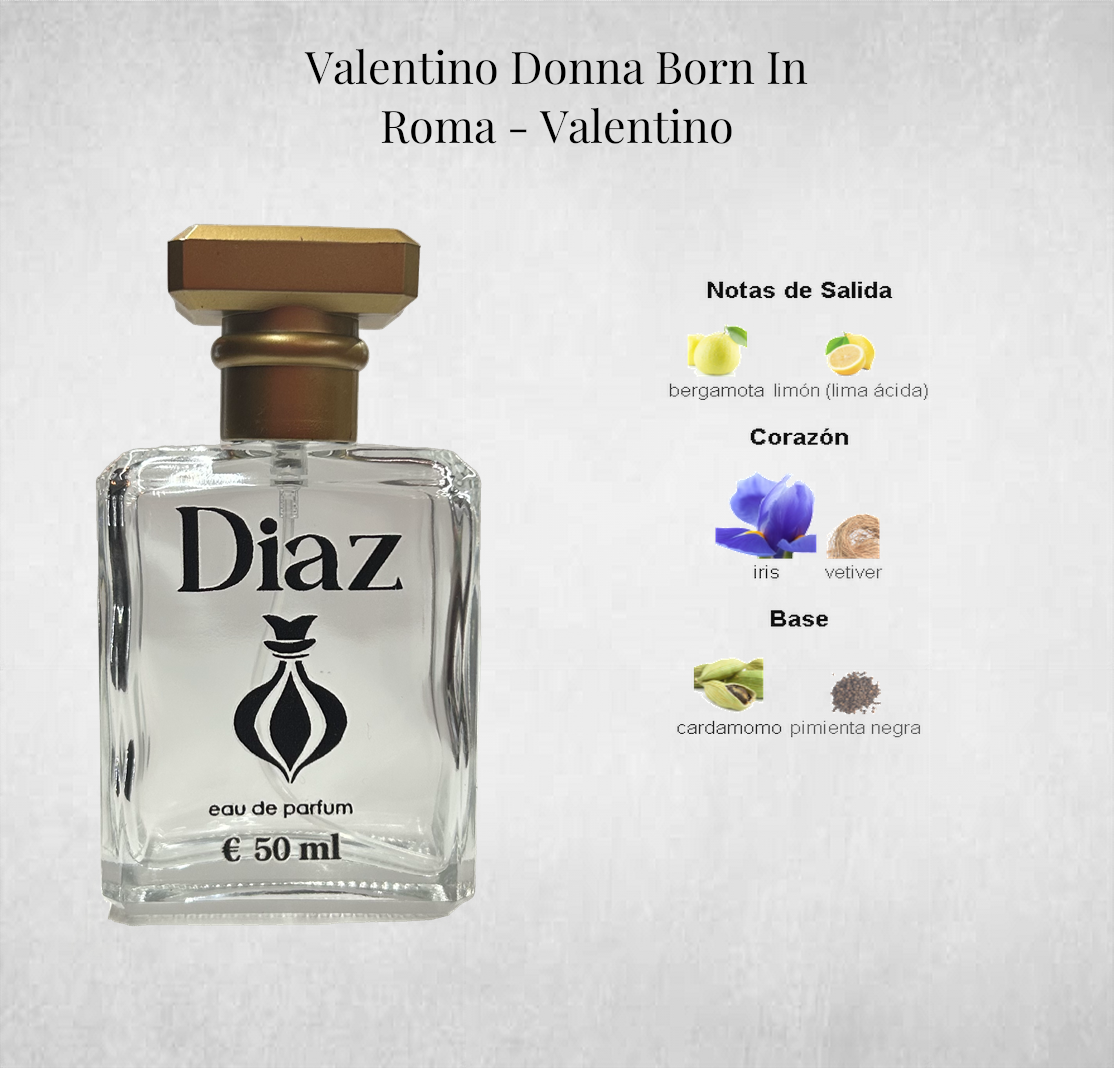 Valentino Donna Born In
Roma - Valentino
Diaz
eau de parfum
€ 50 ml
Notas de Salida
bergamota limón (lima ácida)
Corazón
iris vetiver
Base
cardamomo pimienta negra